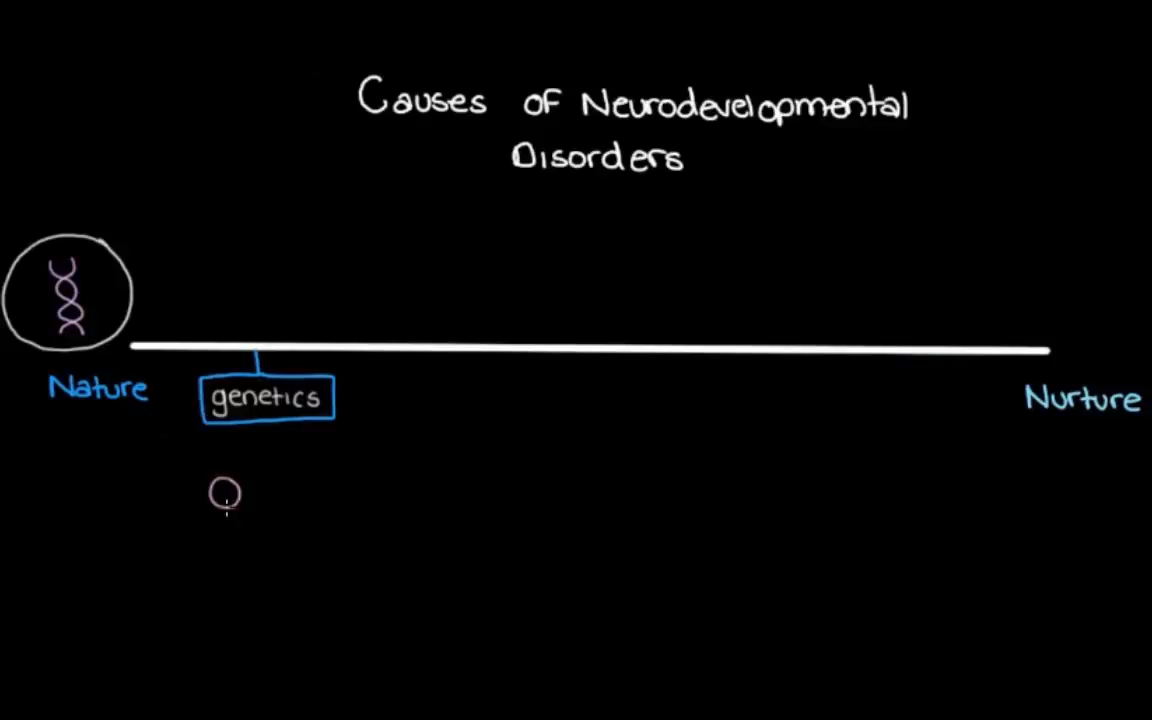 Causes of Neurodevelopmental
Disorders
Nature
genetics
Nurture